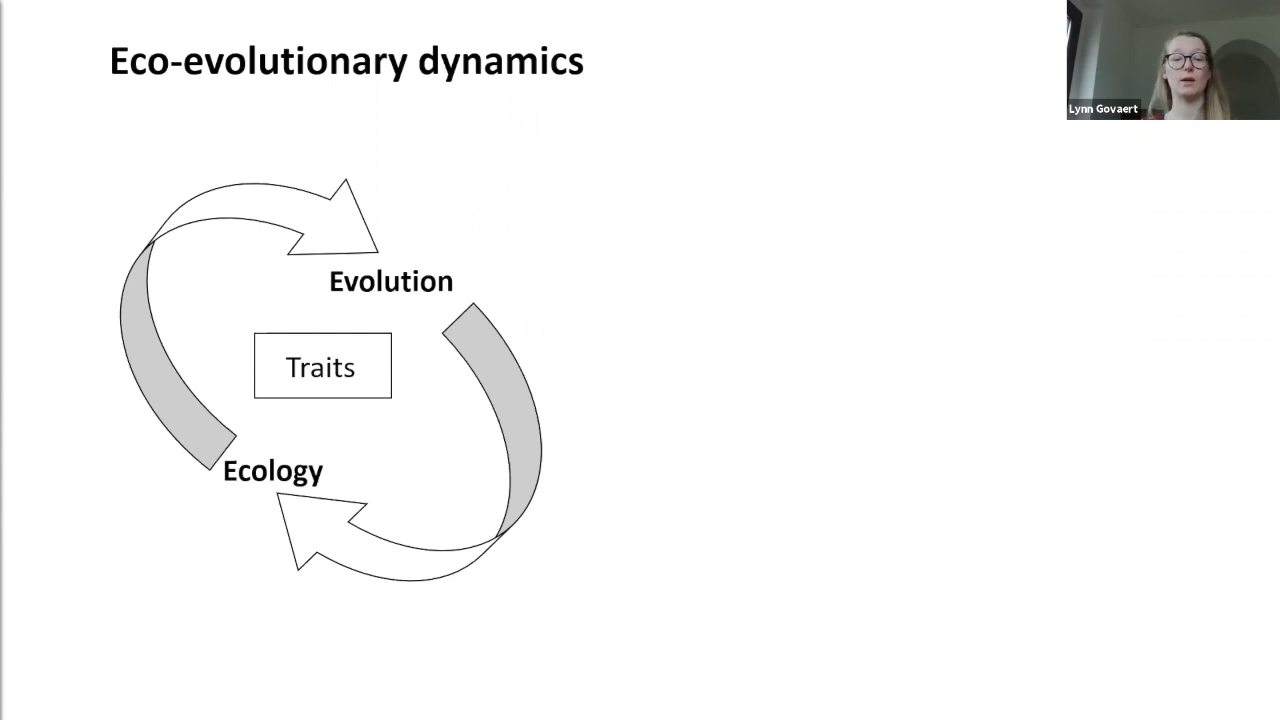 Eco-evolutionary dynamics
Lynn Govaert
Evolution
Traits
Ecology